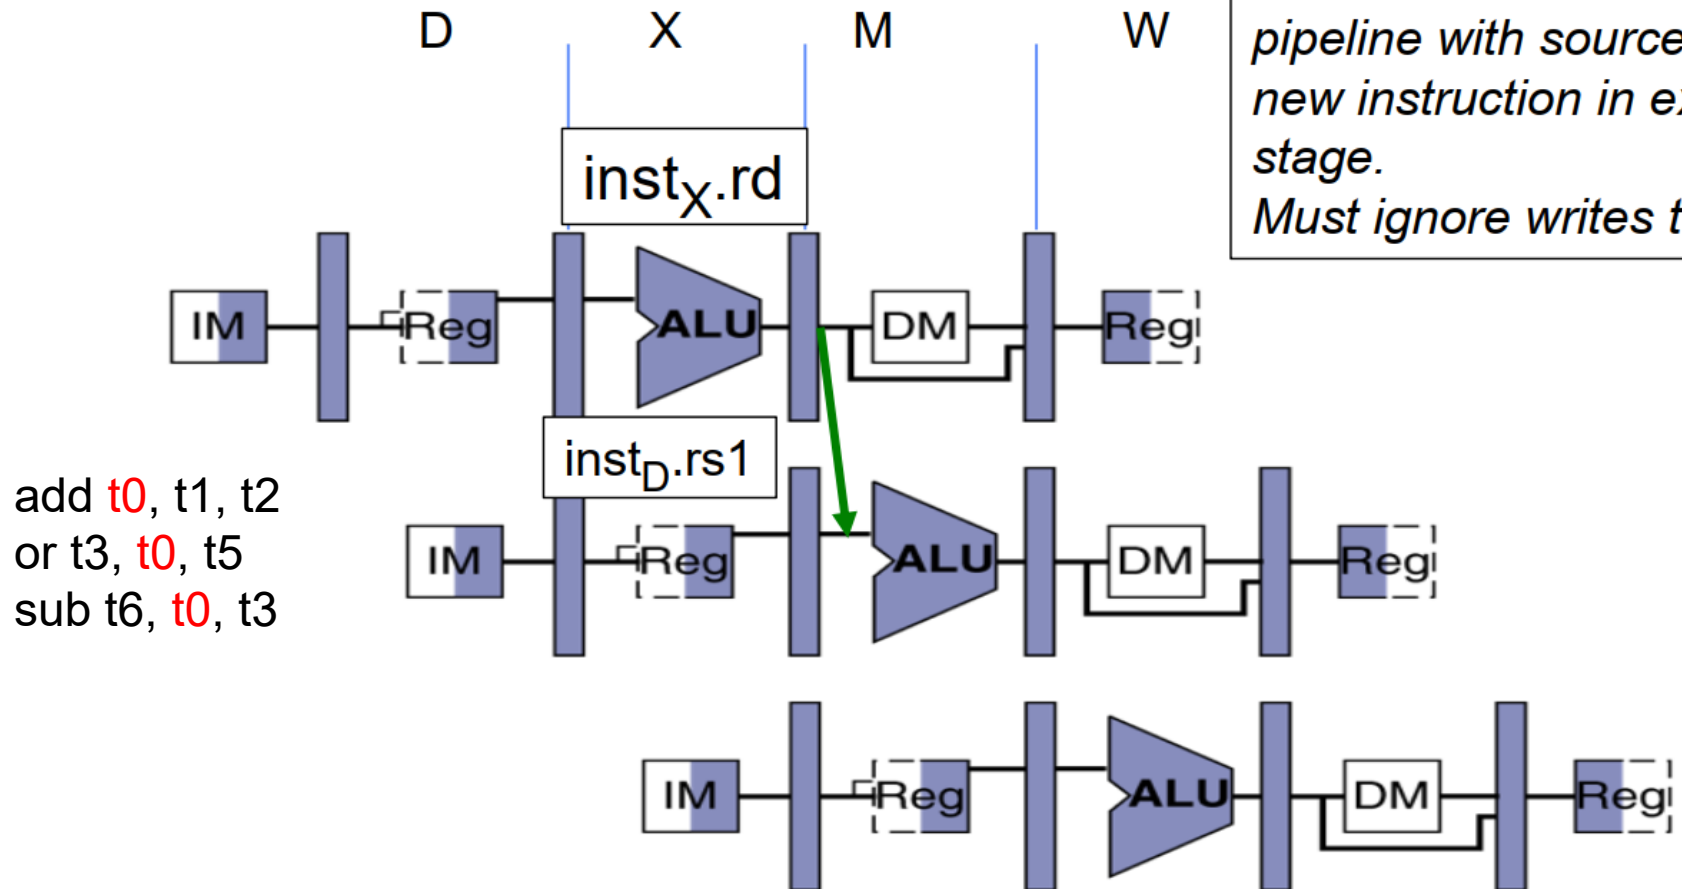 D X M W
pipeline with source
new instruction in
stage.
Must ignore writes
instX.rd
IM Reg ALU DM Reg
instD.rs1
add t0, t1, t2
or t3, t0, t5
sub t6, t0, t3
IM Reg ALU DM Reg
IM Reg ALU DM Reg